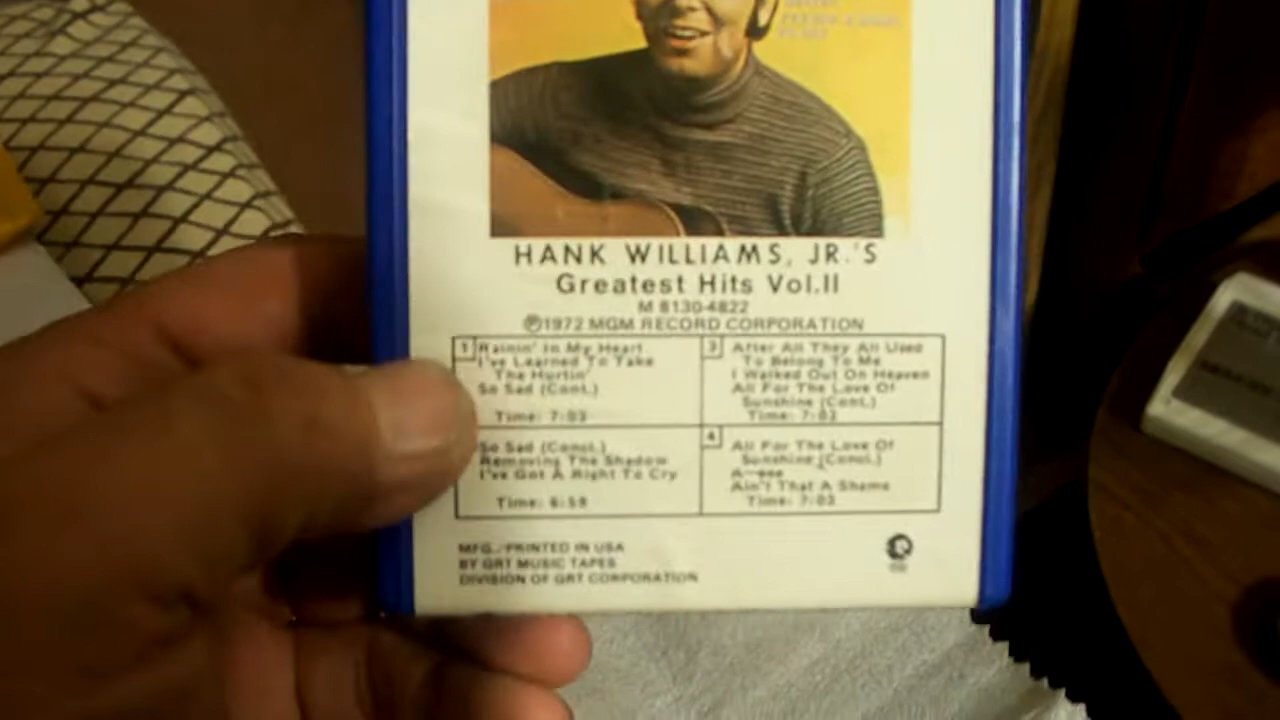 HANK WILLIAMS, JR.'S
Greatest Hits Vol.II
M 8130-4822
℗1972 MGM RECORD CORPORATION
1 Rainin' In My Heart
I've Learned To Take
The Hurtin'
So Sad (Cont.)
Time: 7:03
So Sad (Concl.)
Removing The Shadow
I've Got A Right To Cry
Time: 6:59
3 After All They All Used
To Belong To Me
I Walked Out On Heaven
All For The Love Of
Sunshine (Cont.)
Time: 7:03
4 All For The Love Of
Sunshine (Concl.)
Ain't That A Shame
Time: 7:03
MFG./PRINTED IN USA
BY GRT MUSIC TAPES
DIVISION OF GRT CORPORATION